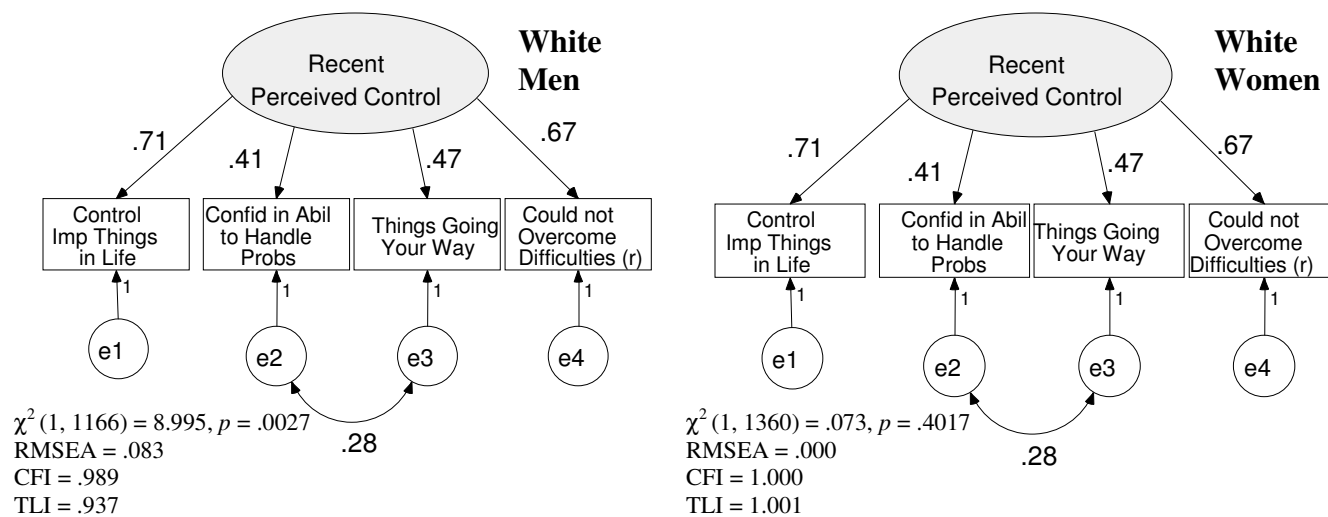 White
Men
Recent
Perceived Control
.71
.41
.47
.67
Control
Imp Things
in Life
Confid in Abil
to Handle
Probs
Things Going
Your Way
Could not
Overcome
Difficulties (r)
1
1
1
1
e1
e2
e3
e4
.28
χ² (1, 1166) = 8.995, p = .0027
RMSEA = .083
CFI = .989
TLI = .937
White
Women
Recent
Perceived Control
.71
.41
.47
.67
Control
Imp Things
in Life
Confid in Abil
to Handle
Probs
Things Going
Your Way
Could not
Overcome
Difficulties (r)
1
1
1
1
e1
e2
e3
e4
.28
χ² (1, 1360) = .073, p = .4017
RMSEA = .000
CFI = 1.000
TLI = 1.001